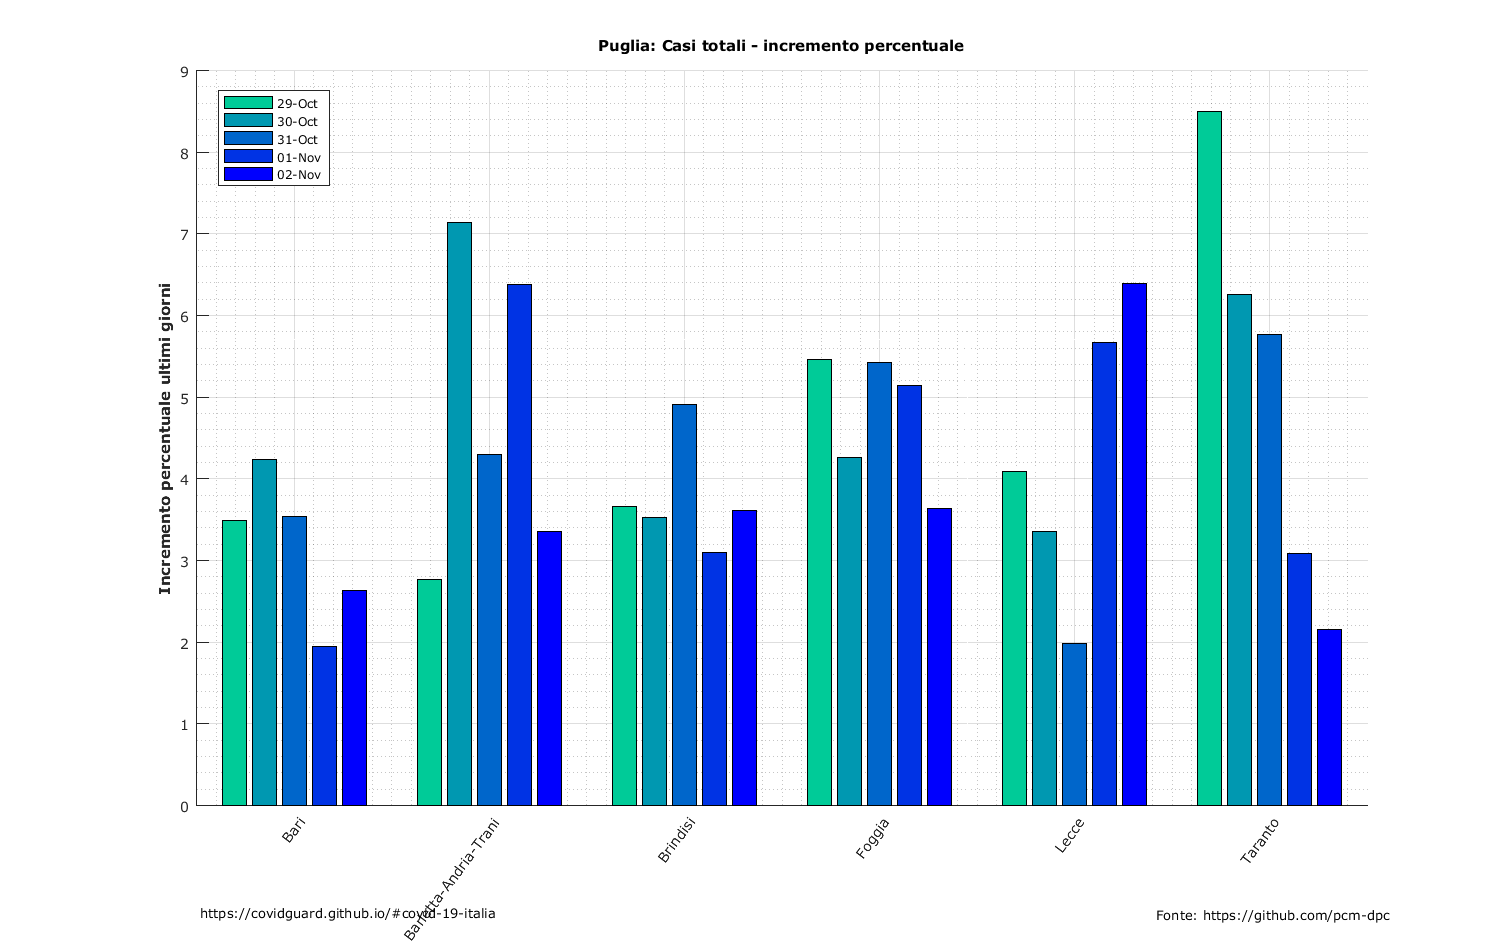 Puglia: Casi totali - incremento percentuale
Incremento percentuale ultimi giorni
9
8
7
6
5
4
3
2
1
0
29-Oct
30-Oct
31-Oct
01-Nov
02-Nov
Bari
Barletta-Andria-Trani
Brindisi
Foggia
Lecce
Taranto
https://covidguard.github.io/#covid-19-italia
Fonte: https://github.com/pcm-dpc